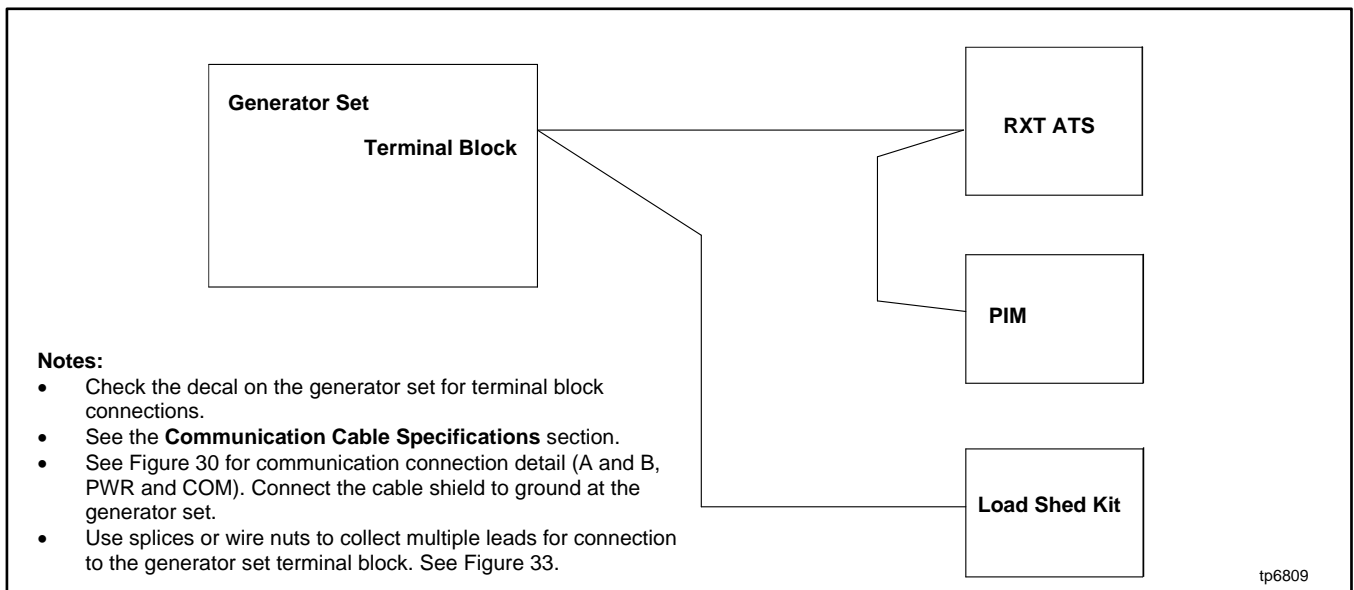 Generator Set
Terminal Block
RXT ATS
PIM
Load Shed Kit
Notes:
• Check the decal on the generator set for terminal block
connections.
• See the Communication Cable Specifications section.
• See Figure 30 for communication connection detail (A and B,
PWR and COM). Connect the cable shield to ground at the
generator set.
• Use splices or wire nuts to collect multiple leads for connection
to the generator set terminal block. See Figure 33.
tp6809